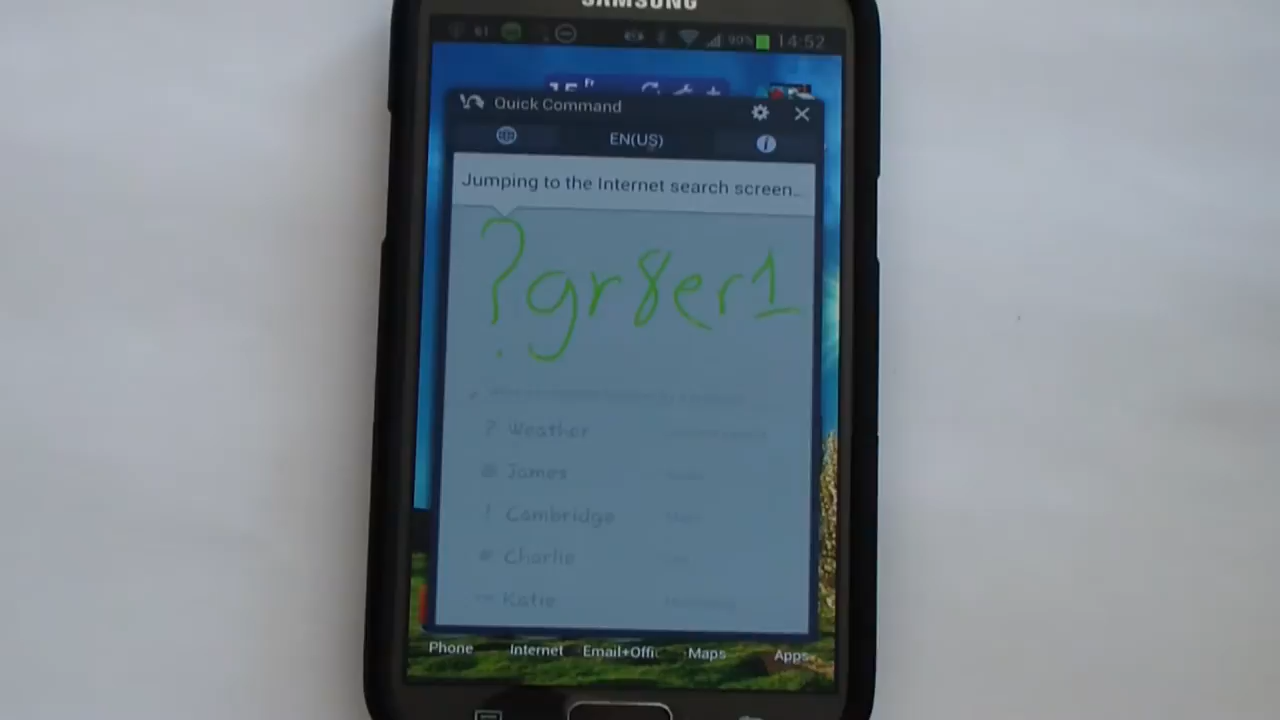 SAMSUNG
90% 14:52
Quick Command
EN(US)
Jumping to the Internet search screen...
?gr8er1
? Weather
@ James
! Cambridge
# Charlie
Katie
Phone Internet Email+Offi Maps Apps